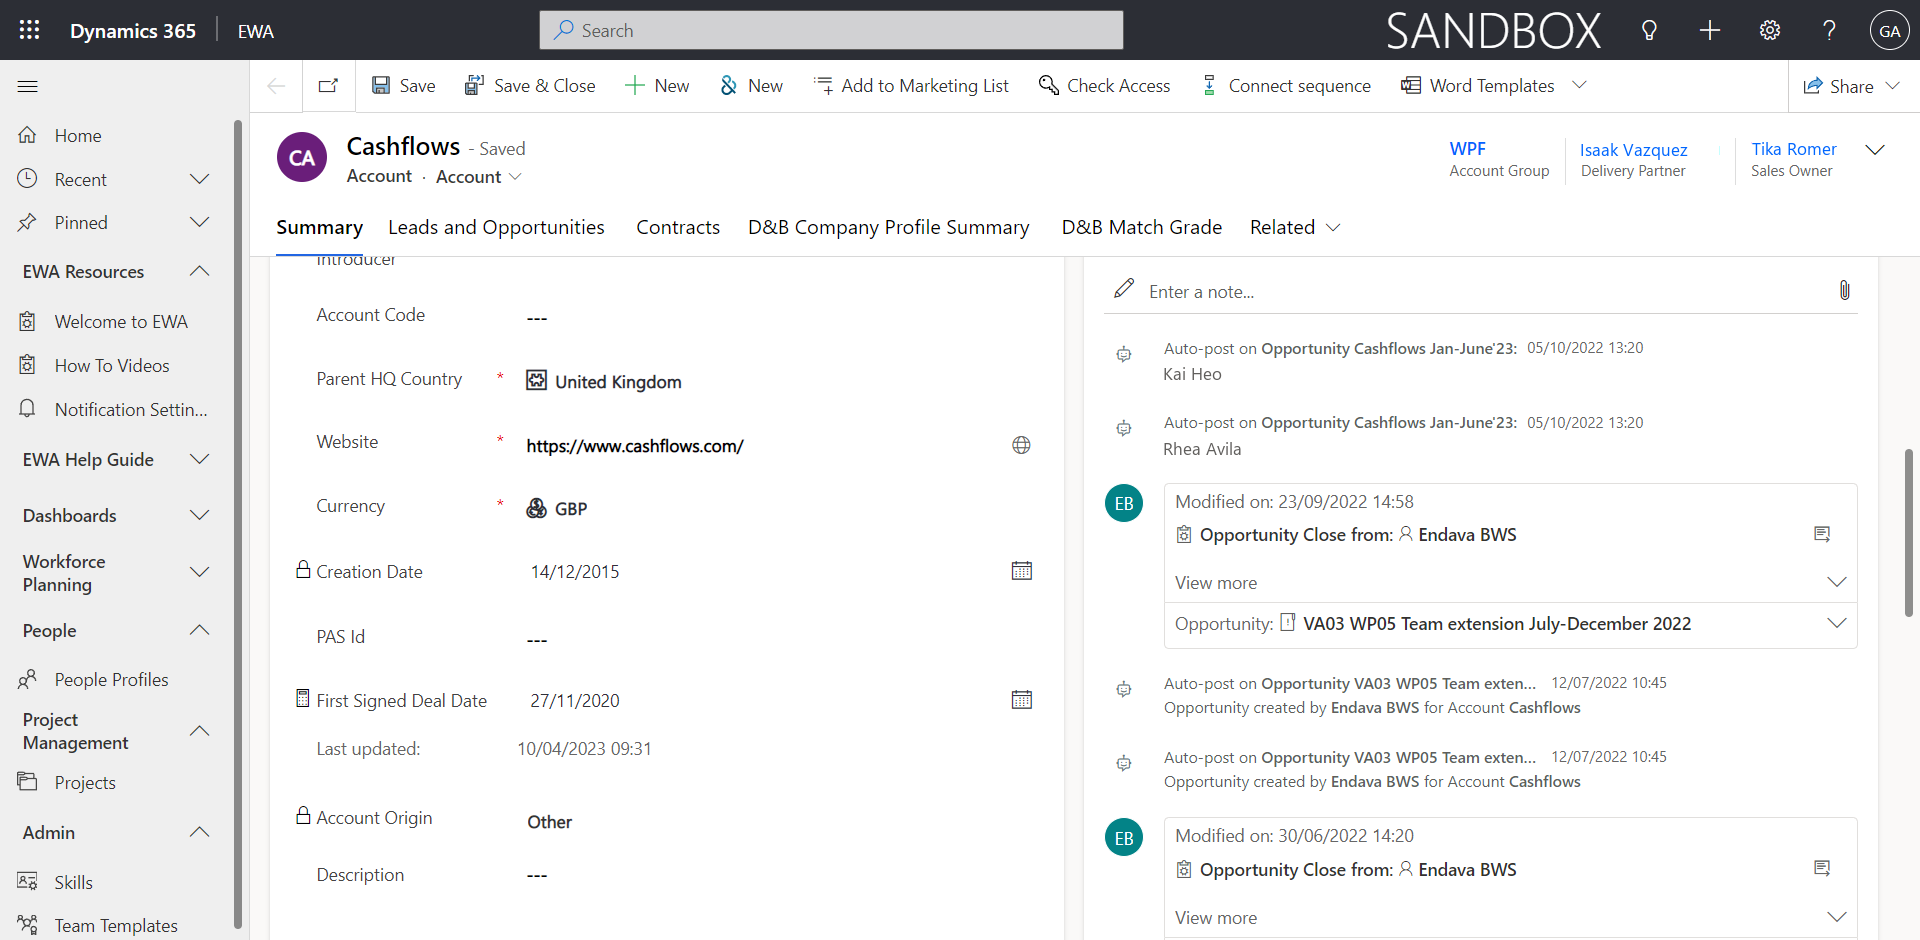 Dynamics 365
EWA
Search
SANDBOX
GA
Save
Save & Close
New
New
Add to Marketing List
Check Access
Connect sequence
Word Templates
Share
Home
Recent
Pinned
EWA Resources
Welcome to EWA
How To Videos
Notification Settin...
EWA Help Guide
Dashboards
Workforce
Planning
People
People Profiles
Project
Management
Projects
Admin
Skills
Team Templates
CA
Cashflows - Saved
Account · Account
WPF
Account Group
Isaak Vazquez
Delivery Partner
Tika Romer
Sales Owner
Summary
Leads and Opportunities
Contracts
D&B Company Profile Summary
D&B Match Grade
Related
Introducer
Account Code
---
Parent HQ Country * United Kingdom
Website * https://www.cashflows.com/
Currency * GBP
Creation Date 14/12/2015
PAS Id ---
First Signed Deal Date 27/11/2020
Last updated: 10/04/2023 09:31
Account Origin Other
Description ---
Enter a note...
Auto-post on Opportunity Cashflows Jan-June'23: 05/10/2022 13:20
Kai Heo
Auto-post on Opportunity Cashflows Jan-June'23: 05/10/2022 13:20
Rhea Avila
EB
Modified on: 23/09/2022 14:58
Opportunity Close from: Endava BWS
View more
Opportunity: VA03 WP05 Team extension July-December 2022
Auto-post on Opportunity VA03 WP05 Team exten... 12/07/2022 10:45
Opportunity created by Endava BWS for Account Cashflows
Auto-post on Opportunity VA03 WP05 Team exten... 12/07/2022 10:45
Opportunity created by Endava BWS for Account Cashflows
EB
Modified on: 30/06/2022 14:20
Opportunity Close from: Endava BWS
View more